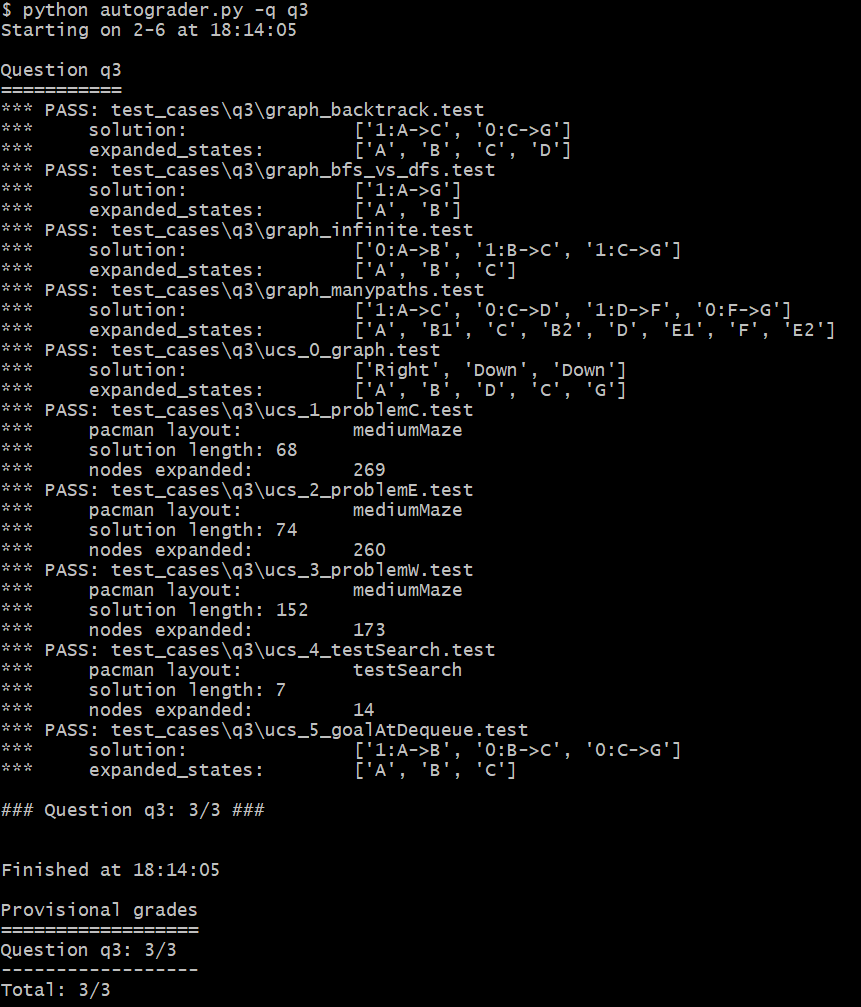 $ python autograder.py -q q3
Starting on 2-6 at 18:14:05
Question q3
===========
*** PASS: test_cases\q3\graph_backtrack.test
***     solution:               ['1:A->C', '0:C->G']
***     expanded_states:        ['A', 'B', 'C', 'D']
*** PASS: test_cases\q3\graph_bfs_vs_dfs.test
***     solution:               ['1:A->G']
***     expanded_states:        ['A', 'B']
*** PASS: test_cases\q3\graph_infinite.test
***     solution:               ['0:A->B', '1:B->C', '1:C->G']
***     expanded_states:        ['A', 'B', 'C']
*** PASS: test_cases\q3\graph_manypaths.test
***     solution:               ['1:A->C', '0:C->D', '1:D->F', '0:F->G']
***     expanded_states:        ['A', 'B1', 'C', 'B2', 'D', 'E1', 'F', 'E2']
*** PASS: test_cases\q3\ucs_0_graph.test
***     solution:               ['Right', 'Down', 'Down']
***     expanded_states:        ['A', 'B', 'D', 'C', 'G']
*** PASS: test_cases\q3\ucs_1_problemC.test
***     pacman layout:          mediumMaze
***     solution length: 68
***     nodes expanded:         269
*** PASS: test_cases\q3\ucs_2_problemE.test
***     pacman layout:          mediumMaze
***     solution length: 74
***     nodes expanded:         260
*** PASS: test_cases\q3\ucs_3_problemW.test
***     pacman layout:          mediumMaze
***     solution length: 152
***     nodes expanded:         173
*** PASS: test_cases\q3\ucs_4_testSearch.test
***     pacman layout:          testSearch
***     solution length: 7
***     nodes expanded:         14
*** PASS: test_cases\q3\ucs_5_goalAtDequeue.test
***     solution:               ['1:A->B', '0:B->C', '0:C->G']
***     expanded_states:        ['A', 'B', 'C']
### Question q3: 3/3 ###
Finished at 18:14:05
Provisional grades
==================
Question q3: 3/3
------------------
Total: 3/3